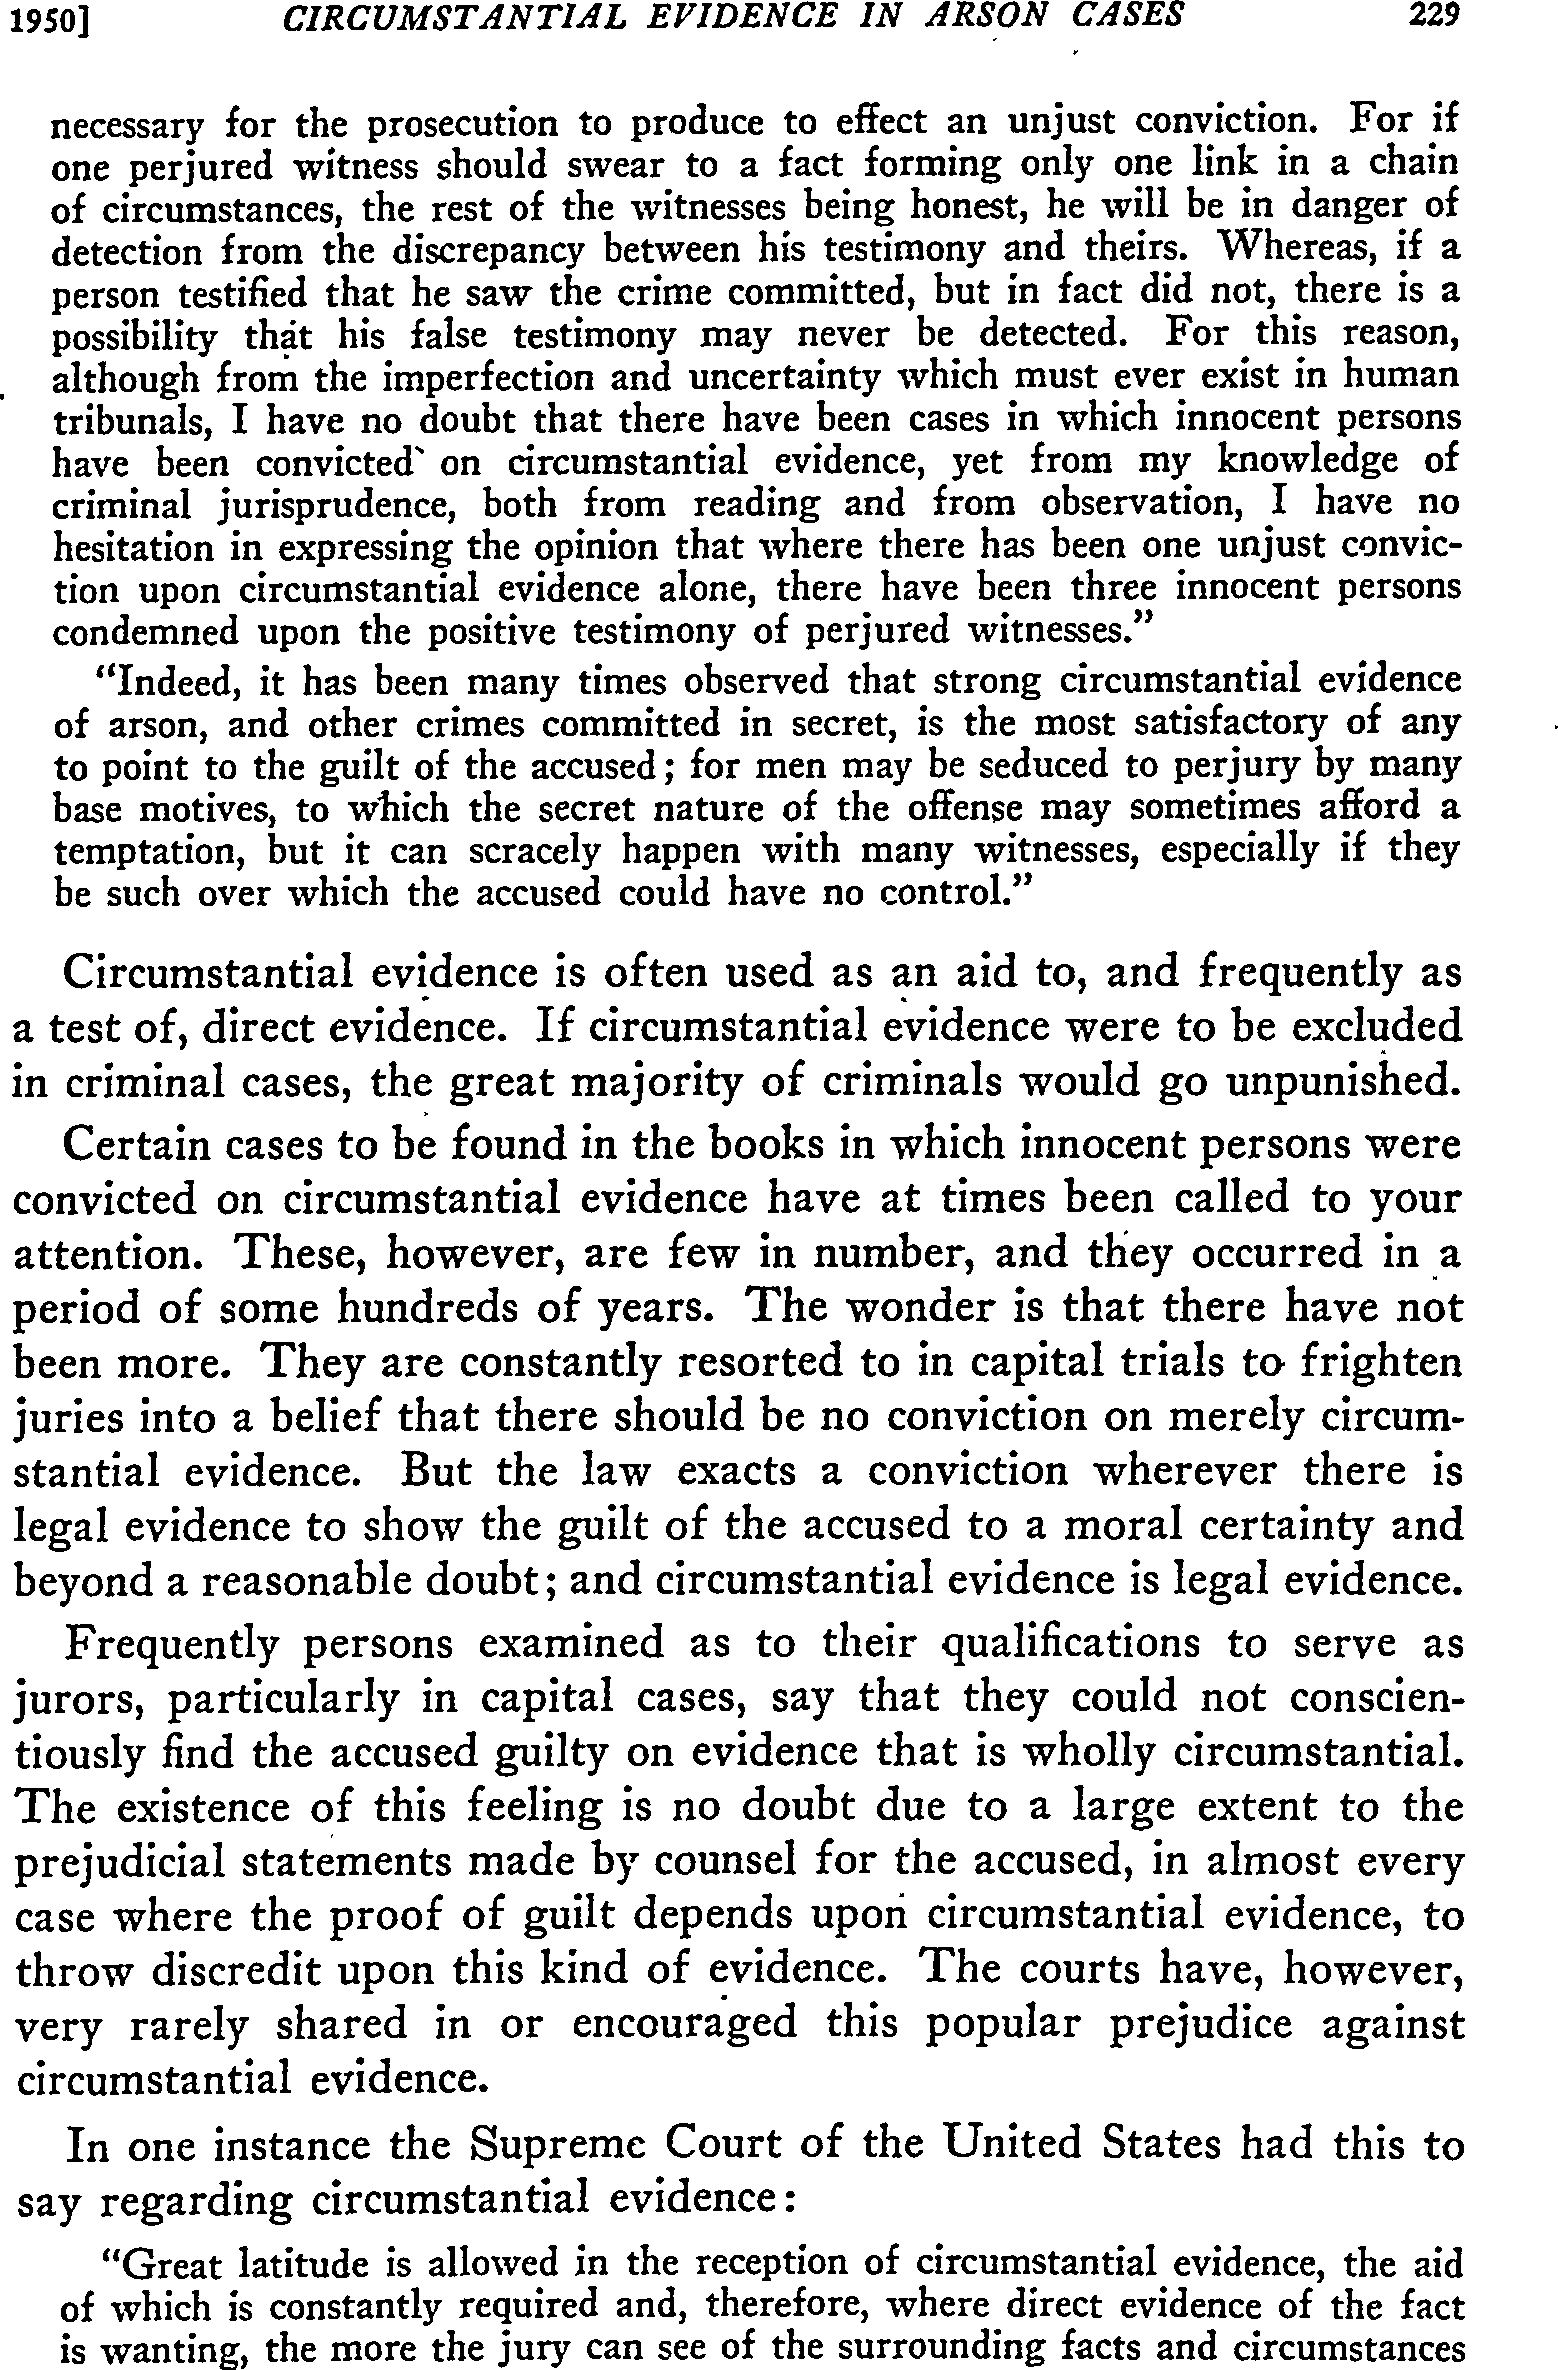 1950] CIRCUMSTANTIAL EVIDENCE IN ARSON CASES 229
necessary for the prosecution to produce to effect an unjust conviction. For if
one perjured witness should swear to a fact forming only one link in a chain
of circumstances, the rest of the witnesses being honest, he will be in danger of
detection from the discrepancy between his testimony and theirs. Whereas, if a
person testified that he saw the crime committed, but in fact did not, there is a
possibility that his false testimony may never be detected. For this reason,
although from the imperfection and uncertainty which must ever exist in human
tribunals, I have no doubt that there have been cases in which innocent persons
have been convicted on circumstantial evidence, yet from my knowledge of
criminal jurisprudence, both from reading and from observation, I have no
hesitation in expressing the opinion that where there has been one unjust convic-
tion upon circumstantial evidence alone, there have been three innocent persons
condemned upon the positive testimony of perjured witnesses.”
“Indeed, it has been many times observed that strong circumstantial evidence
of arson, and other crimes committed in secret, is the most satisfactory of any
to point to the guilt of the accused; for men may be seduced to perjury by many
base motives, to which the secret nature of the offense may sometimes afford a
temptation, but it can scracely happen with many witnesses, especially if they
be such over which the accused could have no control.”
Circumstantial evidence is often used as an aid to, and frequently as
a test of, direct evidence. If circumstantial evidence were to be excluded
in criminal cases, the great majority of criminals would go unpunished.
Certain cases to be found in the books in which innocent persons were
convicted on circumstantial evidence have at times been called to your
attention. These, however, are few in number, and they occurred in a
period of some hundreds of years. The wonder is that there have not
been more. They are constantly resorted to in capital trials to frighten
juries into a belief that there should be no conviction on merely circum-
stantial evidence. But the law exacts a conviction wherever there is
legal evidence to show the guilt of the accused to a moral certainty and
beyond a reasonable doubt; and circumstantial evidence is legal evidence.
Frequently persons examined as to their qualifications to serve as
jurors, particularly in capital cases, say that they could not conscien-
tiously find the accused guilty on evidence that is wholly circumstantial.
The existence of this feeling is no doubt due to a large extent to the
prejudicial statements made by counsel for the accused, in almost every
case where the proof of guilt depends upon circumstantial evidence, to
throw discredit upon this kind of evidence. The courts have, however,
very rarely shared in or encouraged this popular prejudice against
circumstantial evidence.
In one instance the Supreme Court of the United States had this to
say regarding circumstantial evidence:
“Great latitude is allowed in the reception of circumstantial evidence, the aid
of which is constantly required and, therefore, where direct evidence of the fact
is wanting, the more the jury can see of the surrounding facts and circumstances